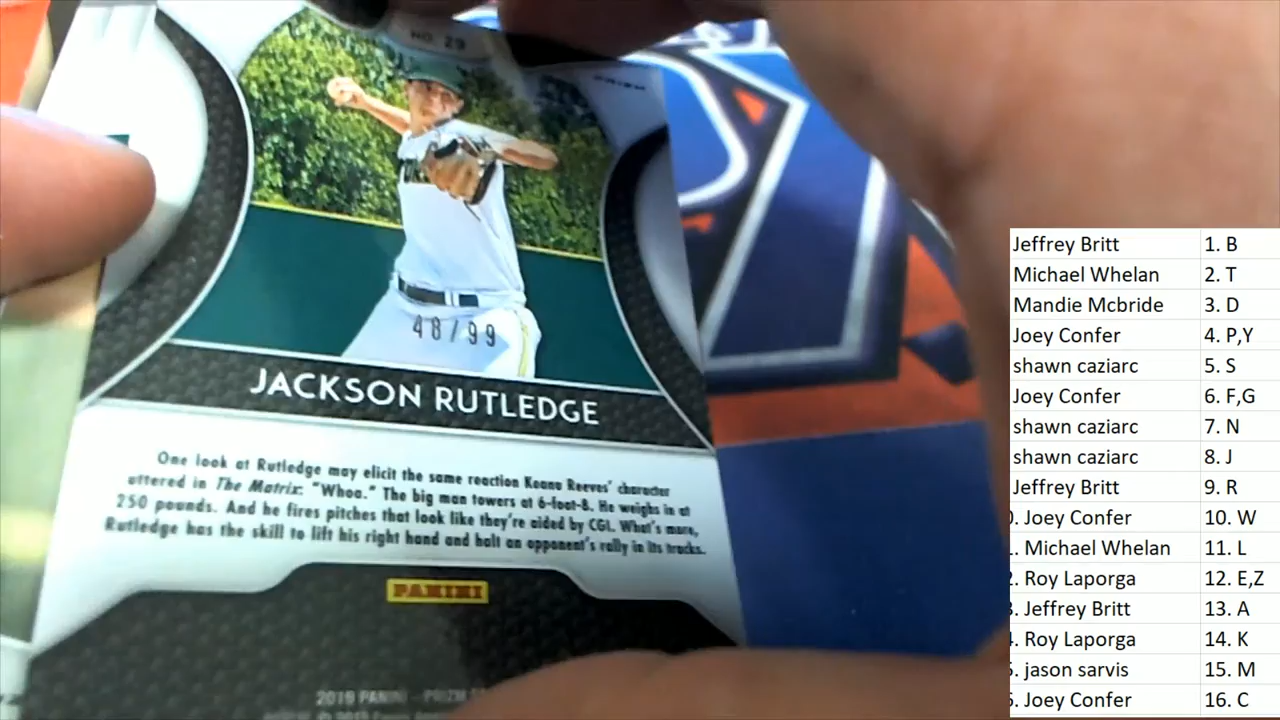 NO. 29
PRIZM
48/99
JACKSON RUTLEDGE
One look at Rutledge may elicit the same reaction Keanu Reeves' character
uttered in The Matrix: "Whoa." The big man towers at 6-foot-8. He weighs in at
250 pounds. And he fires pitches that look like they're aided by CGI. What's more,
Rutledge has the skill to lift his right hand and halt an opponent's rally in its tracks.
PANINI
2019 PANINI - PRIZM
Jeffrey Britt 1. B
Michael Whelan 2. T
Mandie Mcbride 3. D
Joey Confer 4. P,Y
shawn caziarc 5. S
Joey Confer 6. F,G
shawn caziarc 7. N
shawn caziarc 8. J
Jeffrey Britt 9. R
Joey Confer 10. W
Michael Whelan 11. L
Roy Laporga 12. E,Z
Jeffrey Britt 13. A
Roy Laporga 14. K
jason sarvis 15. M
Joey Confer 16. C